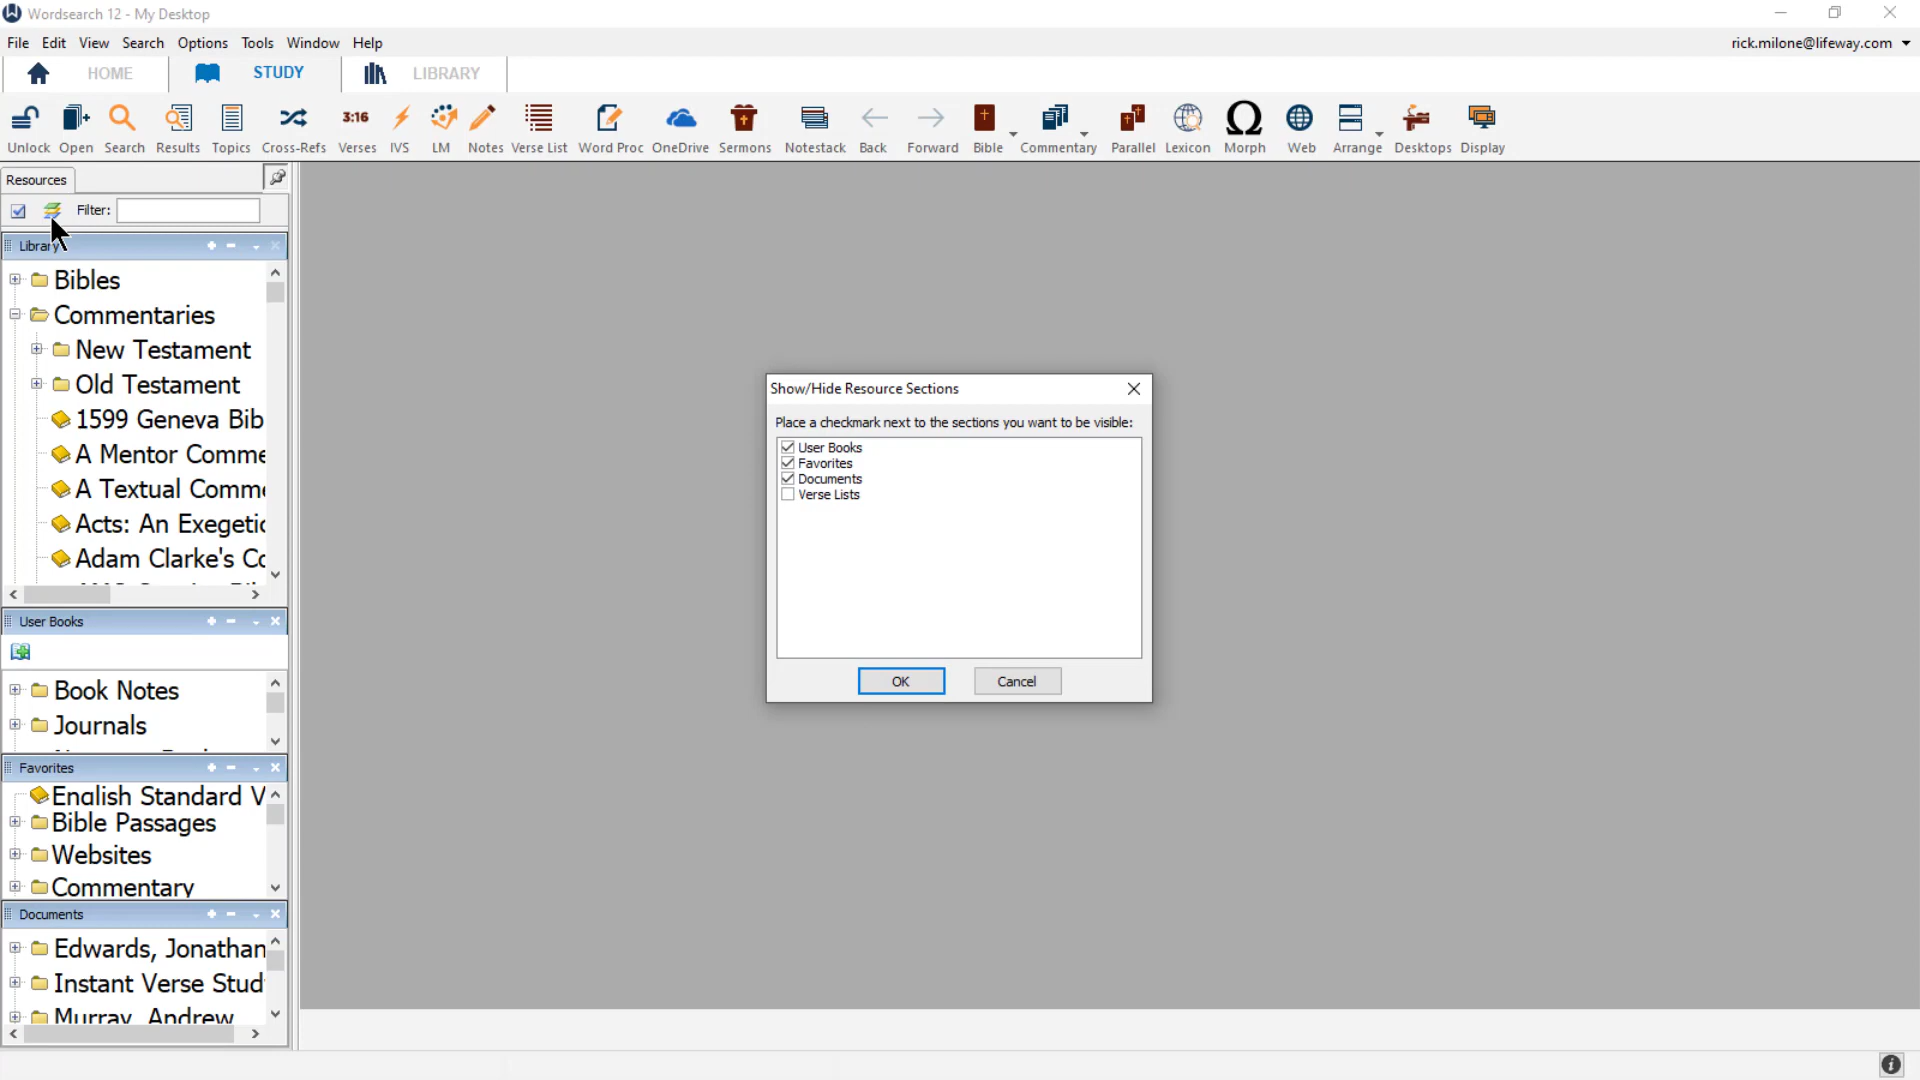 Wordsearch 12 - My Desktop
File Edit View Search Options Tools Window Help
rick.milone@lifeway.com
HOME STUDY LIBRARY
3:16
Unlock Open Search Results Topics Cross-Refs Verses IVS LM Notes Verse List Word Proc OneDrive Sermons Notestack Back Forward Bible Commentary Parallel Lexicon Morph Web Arrange Desktops Display
Resources
Filter:
Library
Bibles
Commentaries
New Testament
Old Testament
1599 Geneva Bib
A Mentor Comme
A Textual Comme
Acts: An Exegetic
Adam Clarke's Co
User Books
Book Notes
Journals
Favorites
English Standard V
Bible Passages
Websites
Commentary
Documents
Edwards, Jonathan
Instant Verse Stud
Murray, Andrew
Show/Hide Resource Sections
Place a checkmark next to the sections you want to be visible:
User Books
Favorites
Documents
Verse Lists
OK Cancel